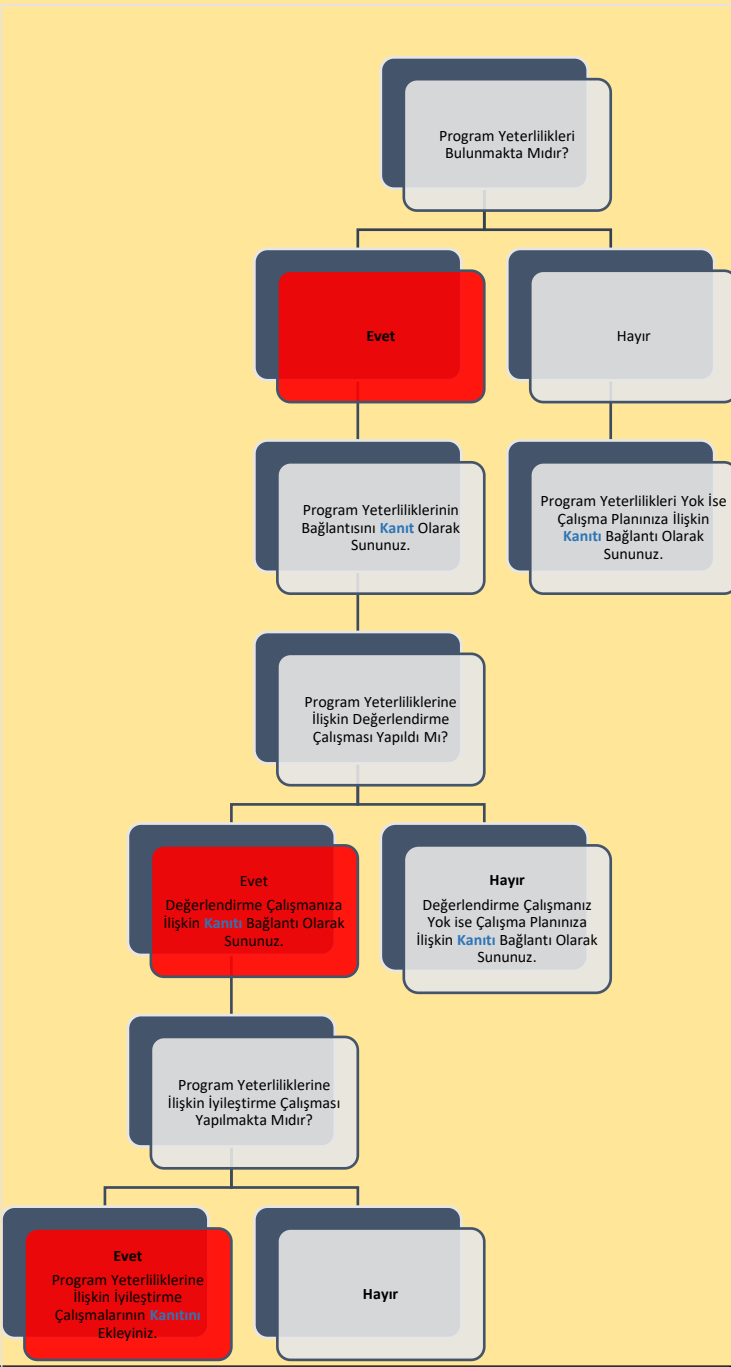 Program Yeterlilikleri
Bulunmakta Mıdır?
Evet
Hayır
Program Yeterliliklerinin
Bağlantısını Kanıt Olarak
Sununuz.
Program Yeterlilikleri Yok İse
Çalışma Planınıza İlişkin
Kanıtı Bağlantı Olarak
Sununuz.
Program Yeterliliklerine
İlişkin Değerlendirme
Çalışması Yapıldı Mı?
Evet
Değerlendirme Çalışmanıza
İlişkin Kanıtı Bağlantı Olarak
Sununuz.
Hayır
Değerlendirme Çalışmanız
Yok ise Çalışma Planınıza
İlişkin Kanıtı Bağlantı Olarak
Sununuz.
Program Yeterliliklerine
İlişkin İyileştirme Çalışması
Yapılmakta Mıdır?
Evet
Program Yeterliliklerine
İlişkin İyileştirme
Çalışmalarının Kanıtını
Ekleyiniz.
Hayır